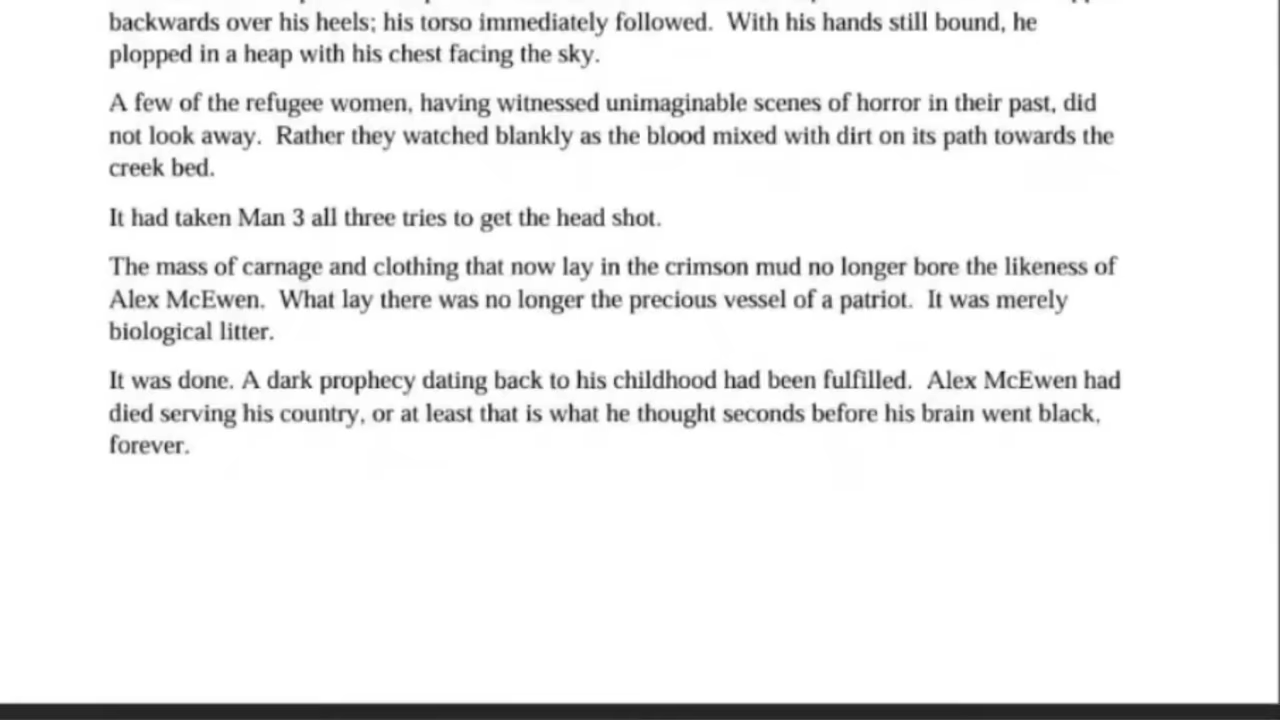 backwards over his heels; his torso immediately followed.  With his hands still bound, he
plopped in a heap with his chest facing the sky.
A few of the refugee women, having witnessed unimaginable scenes of horror in their past, did
not look away.  Rather they watched blankly as the blood mixed with dirt on its path towards the
creek bed.
It had taken Man 3 all three tries to get the head shot.
The mass of carnage and clothing that now lay in the crimson mud no longer bore the likeness of
Alex McEwen.  What lay there was no longer the precious vessel of a patriot.  It was merely
biological litter.
It was done. A dark prophecy dating back to his childhood had been fulfilled.  Alex McEwen had
died serving his country, or at least that is what he thought seconds before his brain went black,
forever.